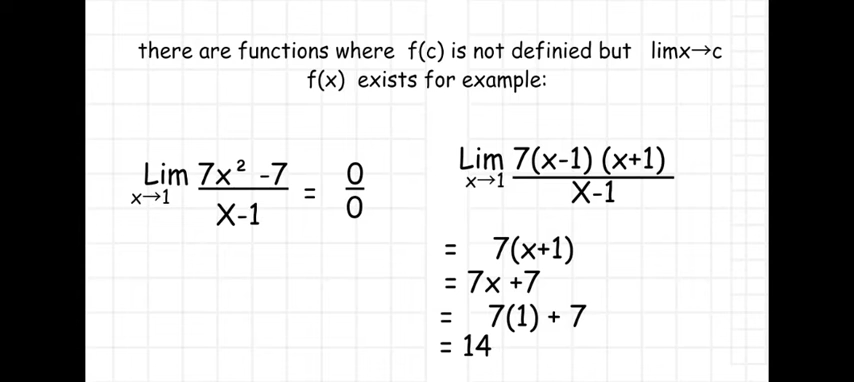 there are functions where f(c) is not definied but limx→c
f(x) exists for example:
Lim 7x² -7
x→1 X-1
= 0
0
Lim 7(x-1) (x+1)
x→1 X-1
= 7(x+1)
= 7x +7
= 7(1) + 7
= 14